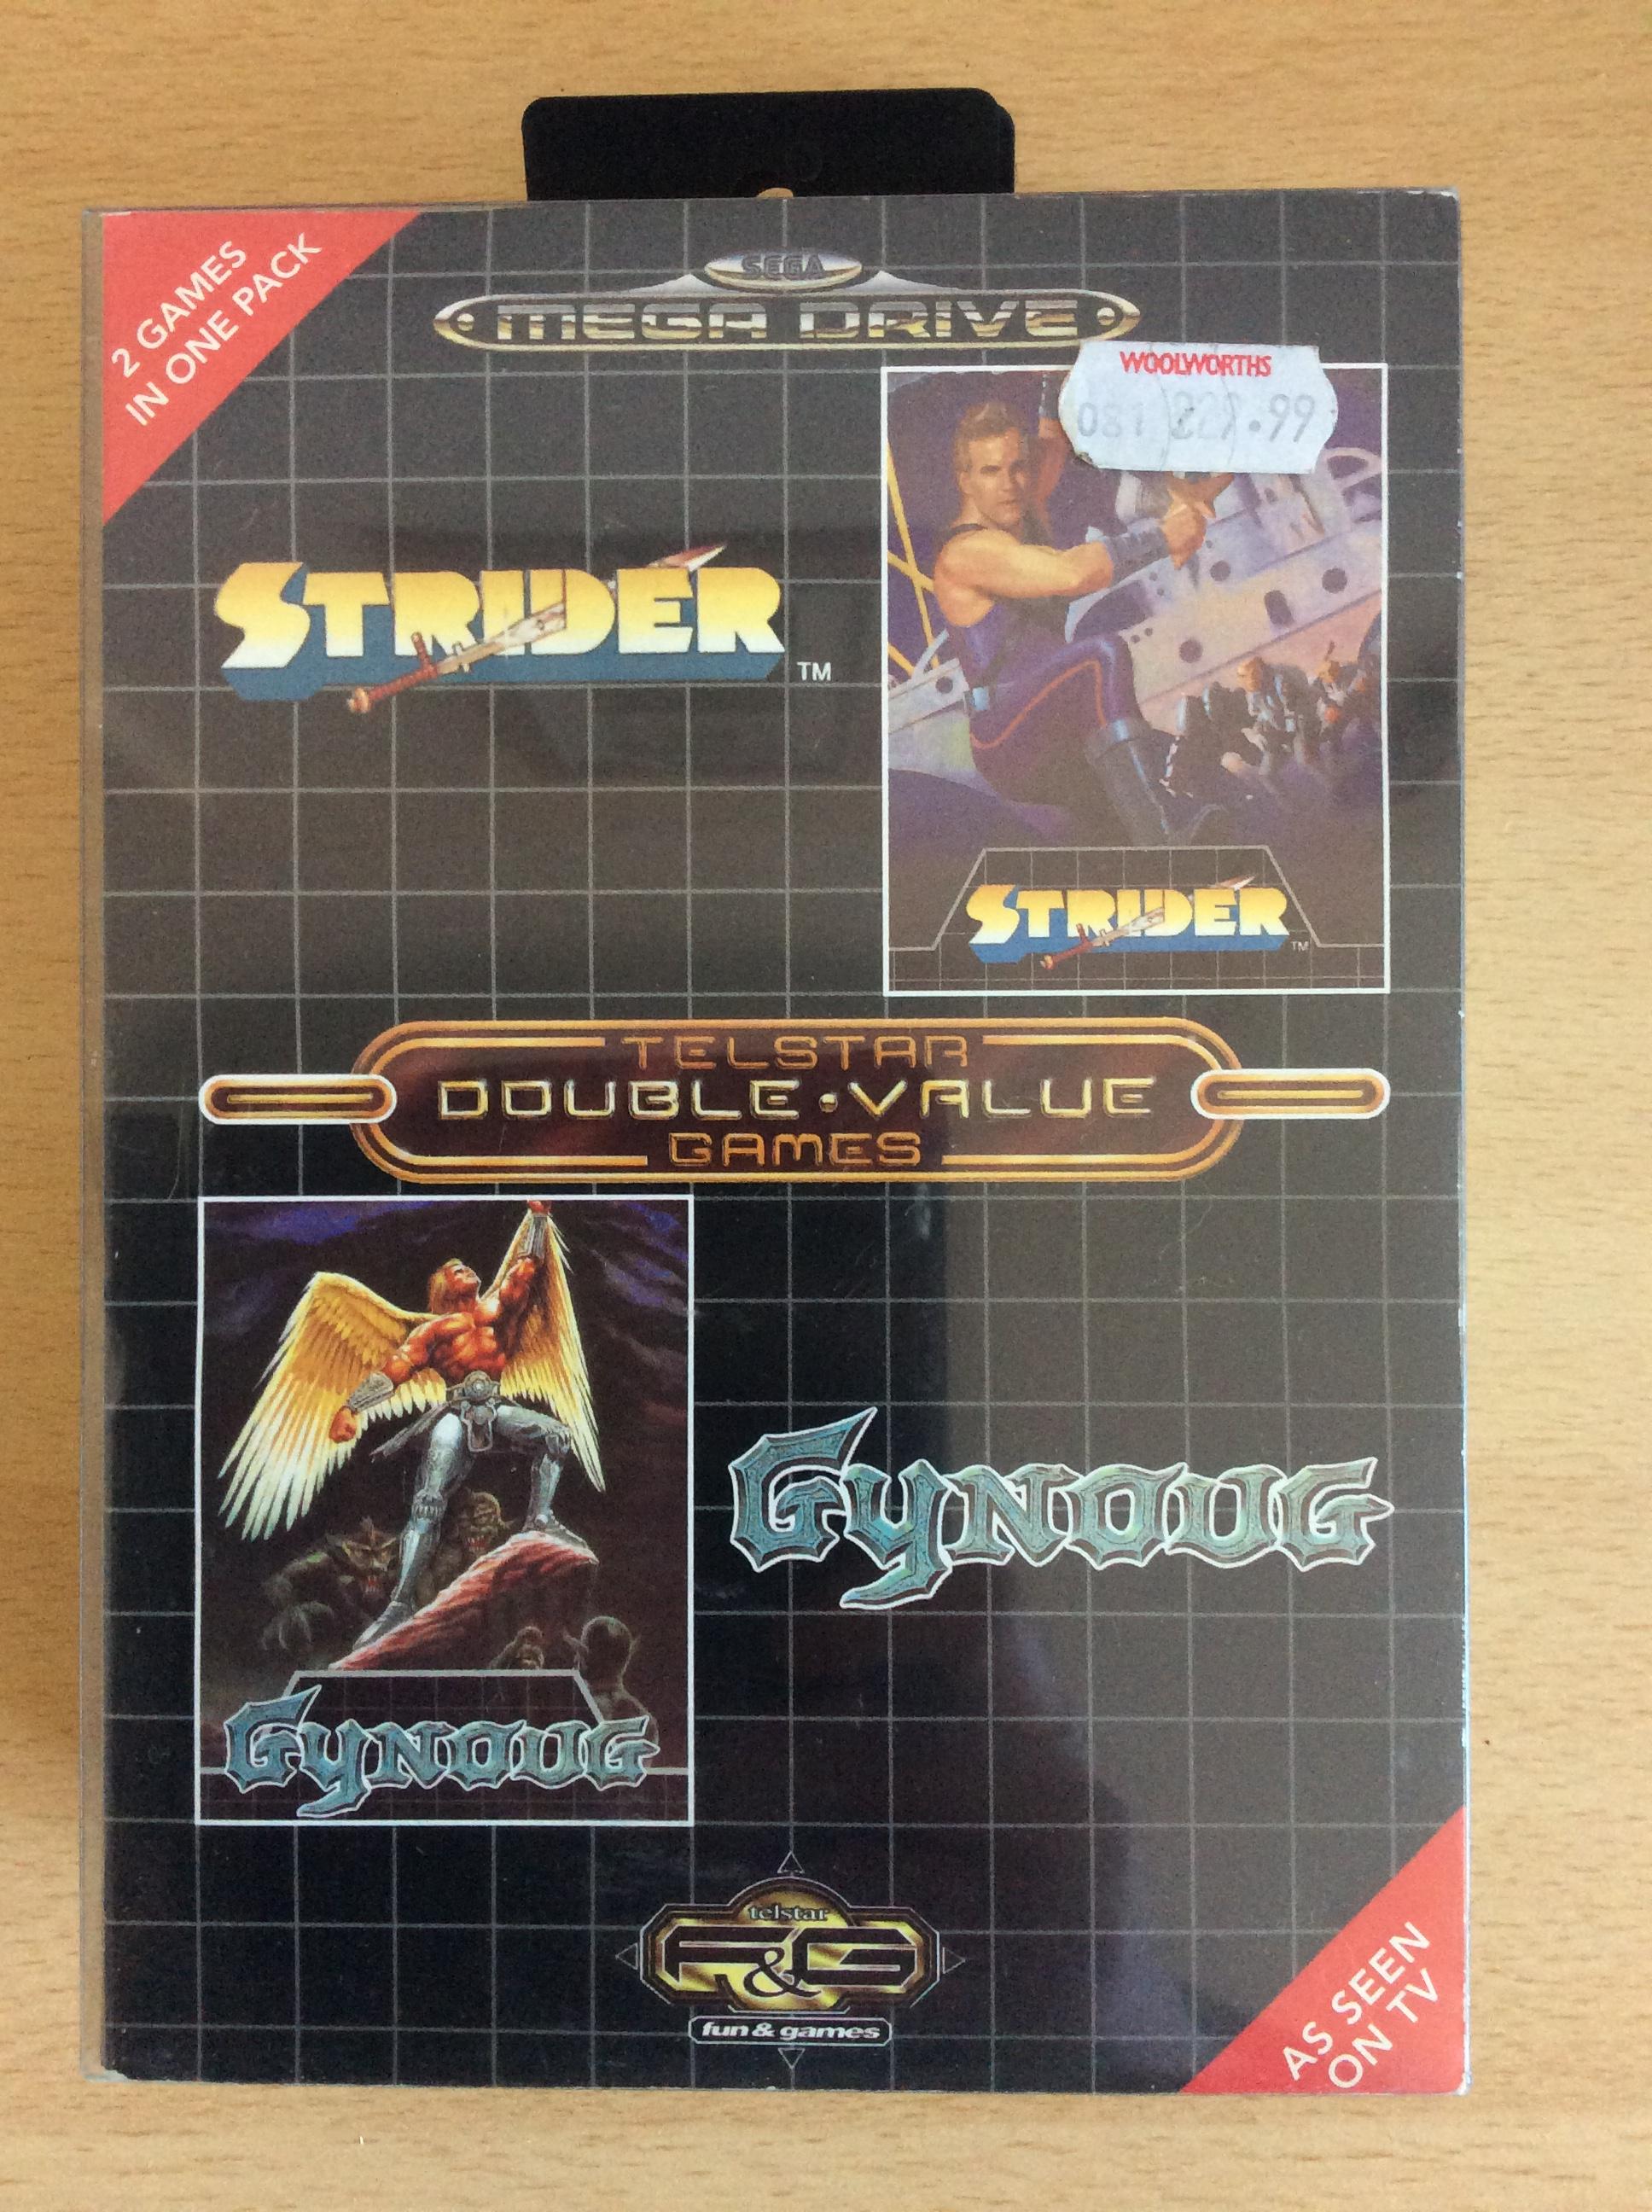 2 GAMES
IN ONE PACK
SEGA
MEGA DRIVE
WOOLWORTHS
081
STRIDER
TM
STRIDER
TM
TELSTAR
DOUBLE•VALUE
GAMES
GYNOUG
GYNOUG
telstar
F&G
fun & games
AS SEEN
ON TV